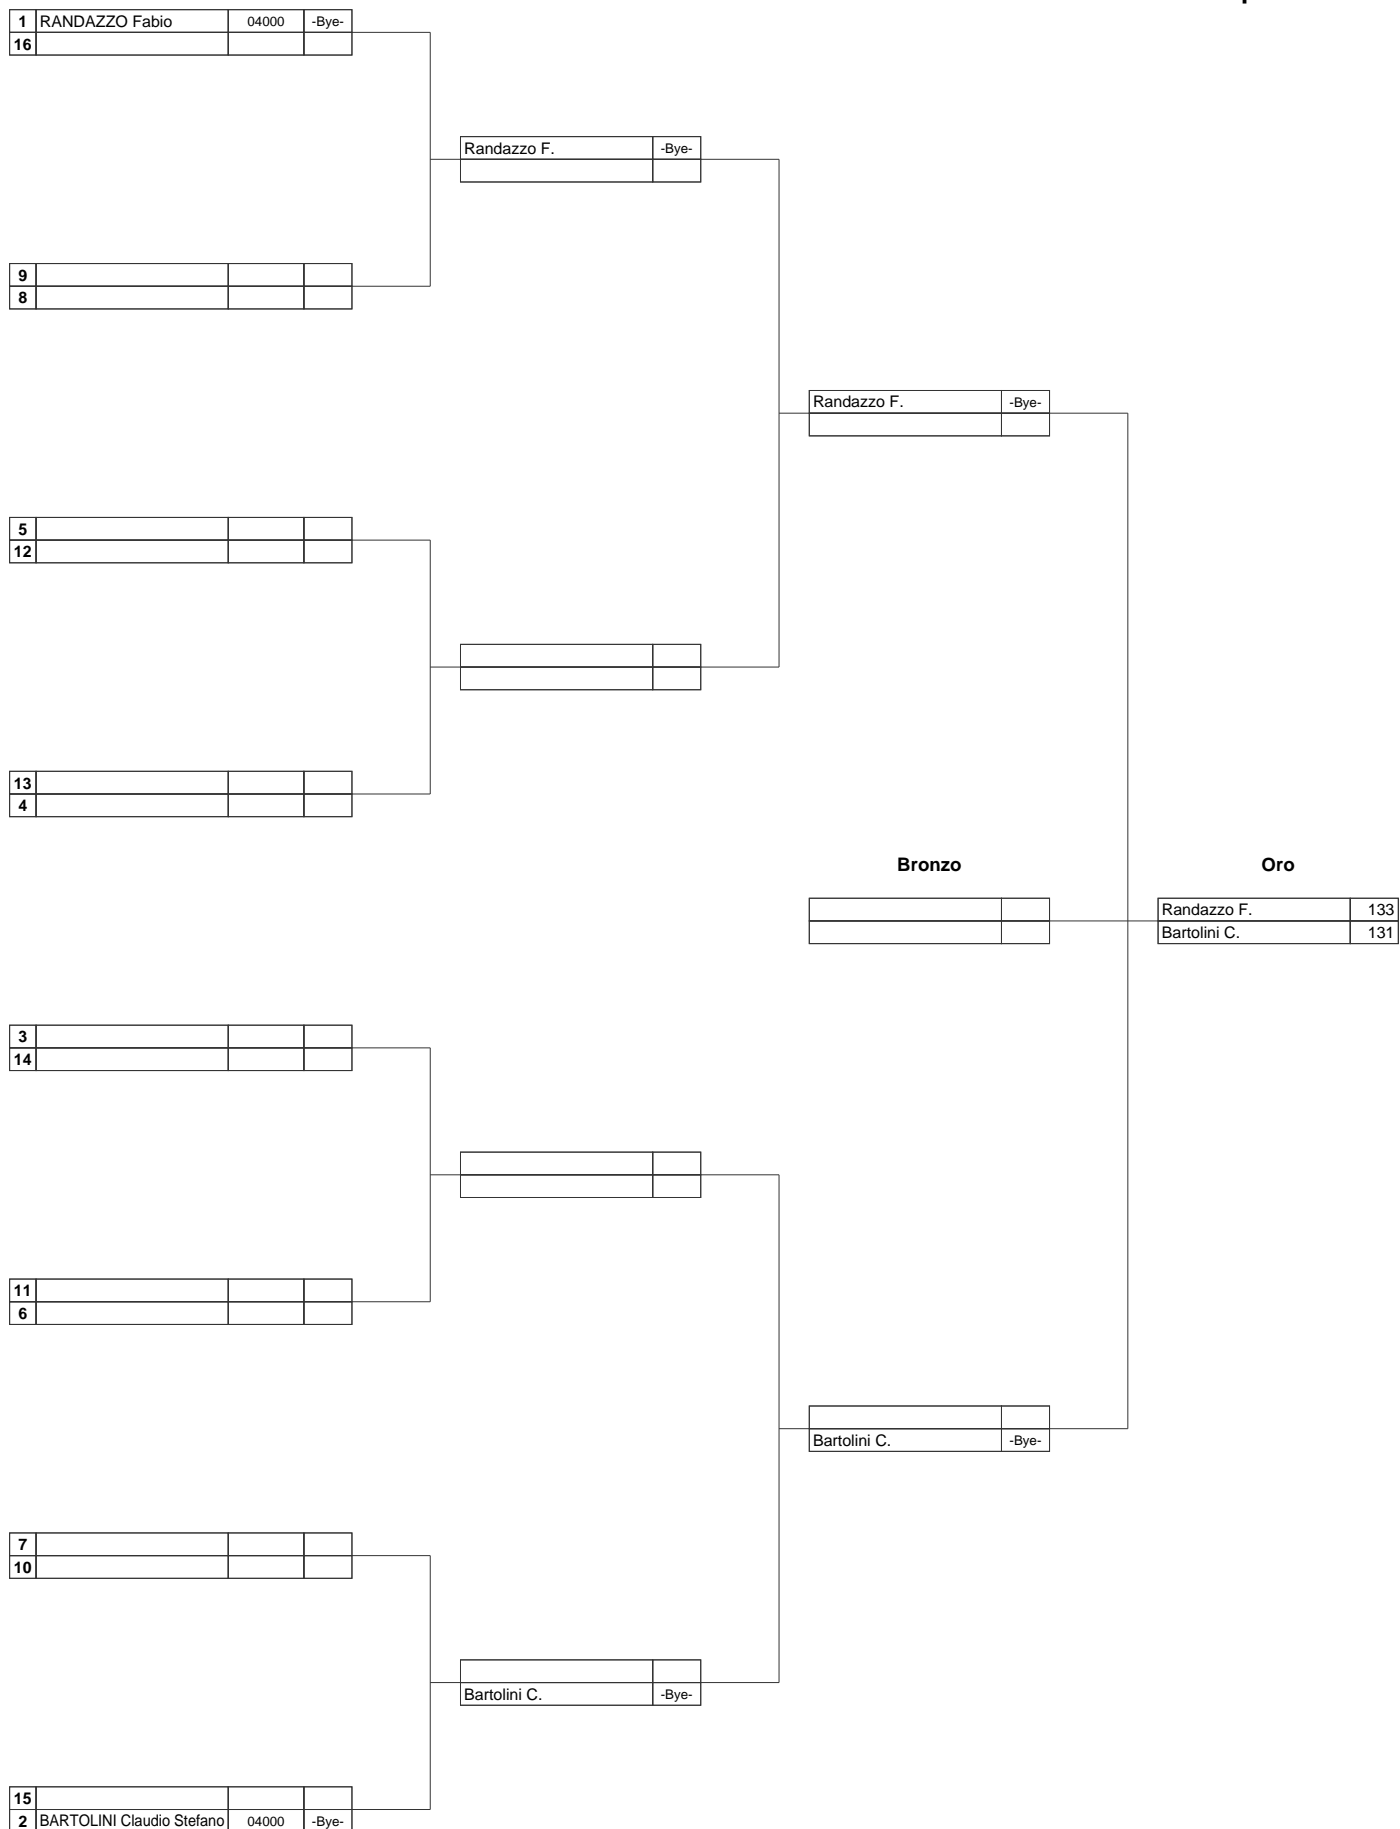 1 RANDAZZO Fabio 04000 -Bye-
16
Randazzo F. -Bye-
9
8
Randazzo F. -Bye-
5
12
13
4
Bronzo Oro
Randazzo F. 133
Bartolini C. 131
3
14
11
6
Bartolini C. -Bye-
7
10
Bartolini C. -Bye-
15
2 BARTOLINI Claudio Stefano 04000 -Bye-